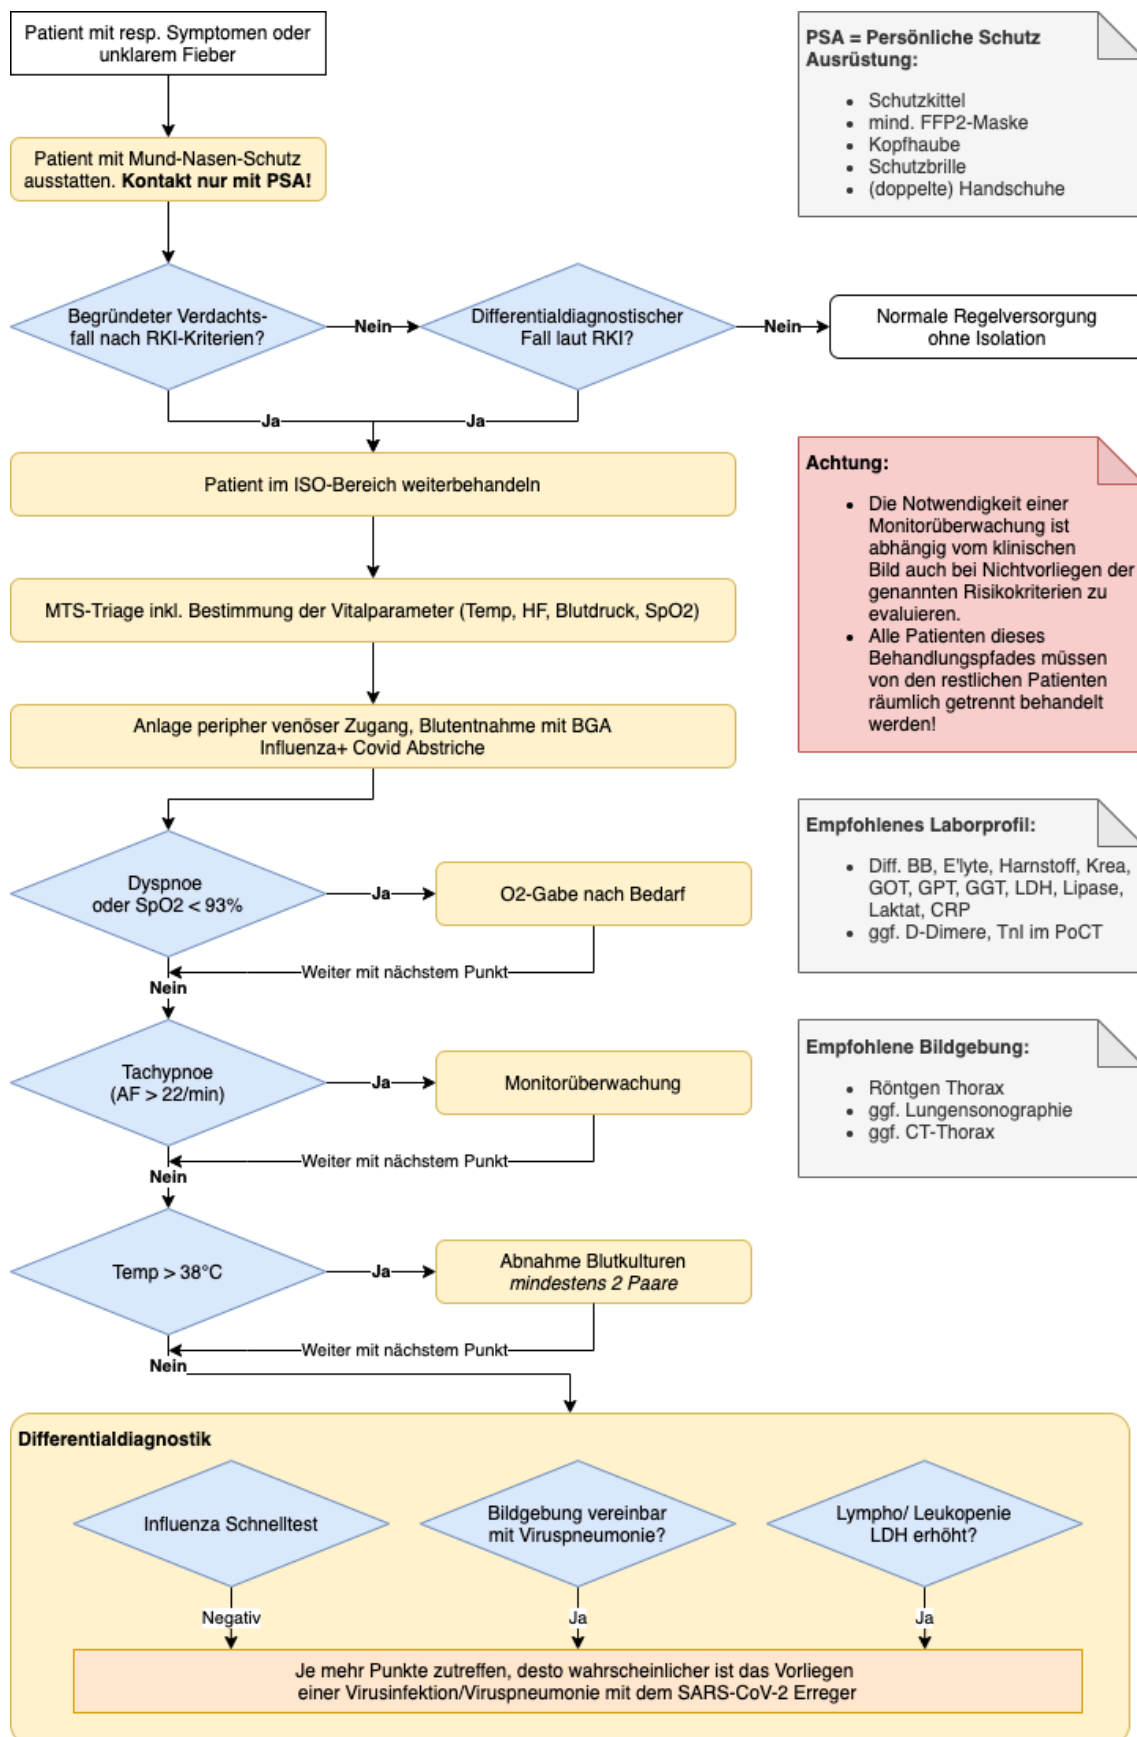 Patient mit resp. Symptomen oder
unklarem Fieber
PSA = Persönliche Schutz
Ausrüstung:
• Schutzkittel
• mind. FFP2-Maske
• Kopfhaube
• Schutzbrille
• (doppelte) Handschuhe
Patient mit Mund-Nasen-Schutz
ausstatten. Kontakt nur mit PSA!
Begründeter Verdachts-
fall nach RKI-Kriterien?
Nein
Differentialdiagnostischer
Fall laut RKI?
Nein
Normale Regelversorgung
ohne Isolation
Ja
Ja
Patient im ISO-Bereich weiterbehandeln
Achtung:
• Die Notwendigkeit einer
Monitorüberwachung ist
abhängig vom klinischen
Bild auch bei Nichtvorliegen der
genannten Risikokriterien zu
evaluieren.
• Alle Patienten dieses
Behandlungspfades müssen
von den restlichen Patienten
räumlich getrennt behandelt
werden!
MTS-Triage inkl. Bestimmung der Vitalparameter (Temp, HF, Blutdruck, SpO2)
Anlage peripher venöser Zugang, Blutentnahme mit BGA
Influenza+ Covid Abstriche
Dyspnoe
oder SpO2 < 93%
Ja
O2-Gabe nach Bedarf
Weiter mit nächstem Punkt
Nein
Empfohlenes Laborprofil:
• Diff. BB, E'lyte, Harnstoff, Krea,
GOT, GPT, GGT, LDH, Lipase,
Laktat, CRP
• ggf. D-Dimere, TnI im PoCT
Tachypnoe
(AF > 22/min)
Ja
Monitorüberwachung
Weiter mit nächstem Punkt
Nein
Empfohlene Bildgebung:
• Röntgen Thorax
• ggf. Lungensonographie
• ggf. CT-Thorax
Temp > 38°C
Ja
Abnahme Blutkulturen
mindestens 2 Paare
Weiter mit nächstem Punkt
Nein
Differentialdiagnostik
Influenza Schnelltest
Bildgebung vereinbar
mit Viruspneumonie?
Lympho/ Leukopenie
LDH erhöht?
Negativ
Ja
Ja
Je mehr Punkte zutreffen, desto wahrscheinlicher ist das Vorliegen
einer Virusinfektion/Viruspneumonie mit dem SARS-CoV-2 Erreger